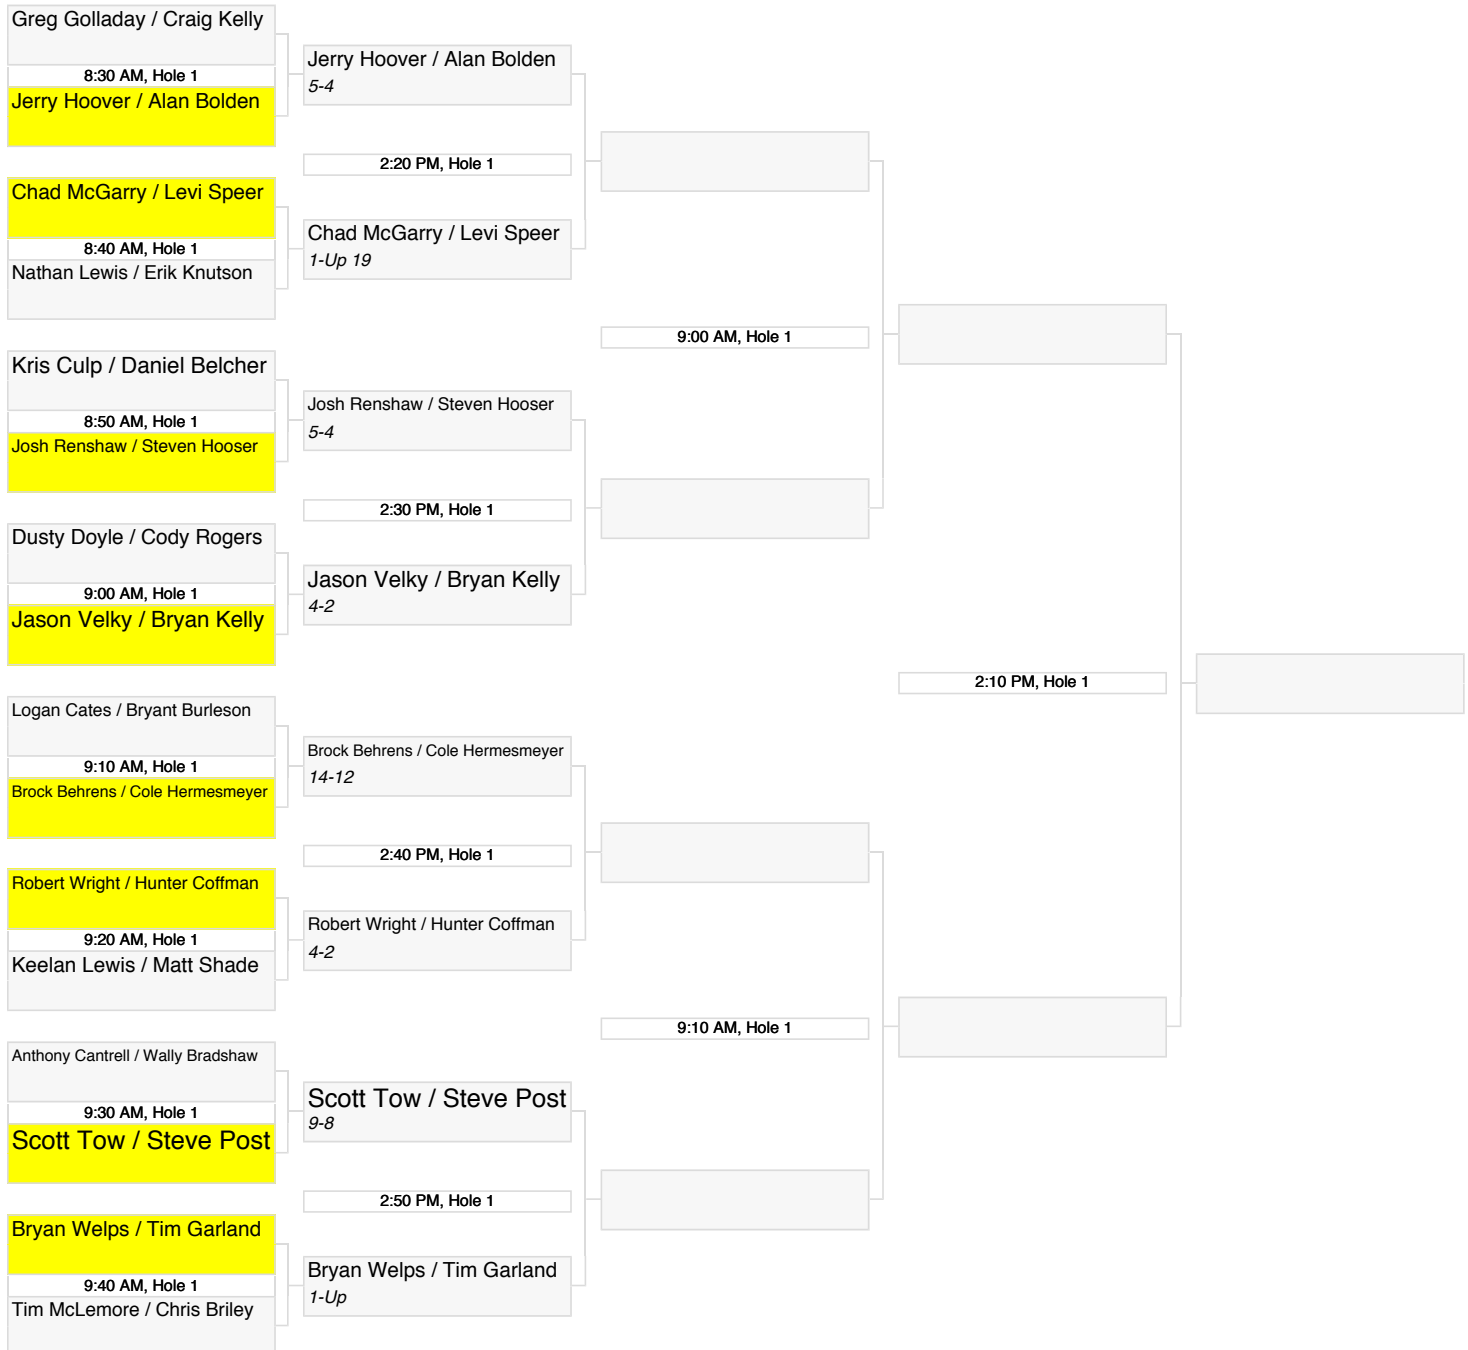 Greg Golladay / Craig Kelly
8:30 AM, Hole 1
Jerry Hoover / Alan Bolden
Chad McGarry / Levi Speer
8:40 AM, Hole 1
Nathan Lewis / Erik Knutson
Kris Culp / Daniel Belcher
8:50 AM, Hole 1
Josh Renshaw / Steven Hooser
Dusty Doyle / Cody Rogers
9:00 AM, Hole 1
Jason Velky / Bryan Kelly
Logan Cates / Bryant Burleson
9:10 AM, Hole 1
Brock Behrens / Cole Hermesmeyer
Robert Wright / Hunter Coffman
9:20 AM, Hole 1
Keelan Lewis / Matt Shade
Anthony Cantrell / Wally Bradshaw
9:30 AM, Hole 1
Scott Tow / Steve Post
Bryan Welps / Tim Garland
9:40 AM, Hole 1
Tim McLemore / Chris Briley
Jerry Hoover / Alan Bolden
5-4
2:20 PM, Hole 1
Chad McGarry / Levi Speer
1-Up 19
Josh Renshaw / Steven Hooser
5-4
2:30 PM, Hole 1
Jason Velky / Bryan Kelly
4-2
Brock Behrens / Cole Hermesmeyer
14-12
2:40 PM, Hole 1
Robert Wright / Hunter Coffman
4-2
Scott Tow / Steve Post
9-8
2:50 PM, Hole 1
Bryan Welps / Tim Garland
1-Up
9:00 AM, Hole 1
9:10 AM, Hole 1
2:10 PM, Hole 1